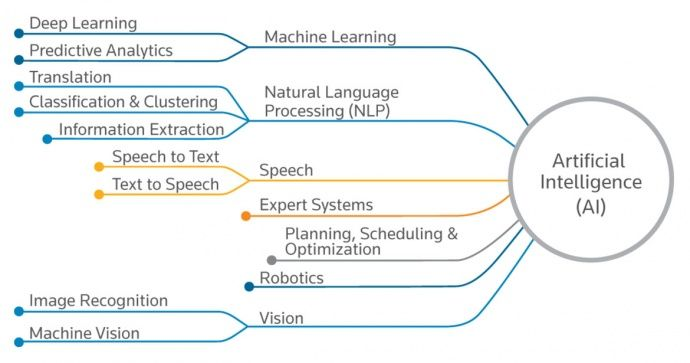 Deep Learning
Predictive Analytics
Machine Learning
Translation
Classification & Clustering
Information Extraction
Natural Language
Processing (NLP)
Speech to Text
Text to Speech
Speech
Expert Systems
Planning, Scheduling &
Optimization
Robotics
Image Recognition
Machine Vision
Vision
Artificial
Intelligence
(AI)